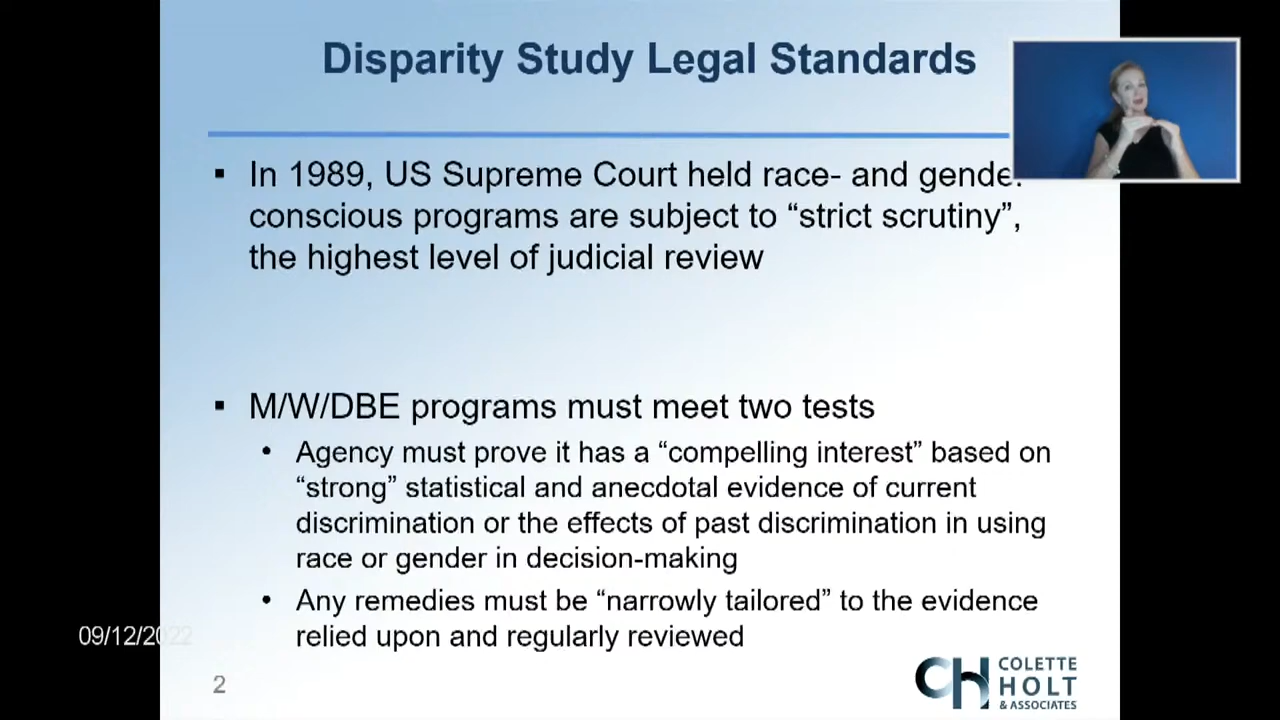 Disparity Study Legal Standards
▪ In 1989, US Supreme Court held race- and
conscious programs are subject to “strict scrutiny”,
the highest level of judicial review
▪ M/W/DBE programs must meet two tests
• Agency must prove it has a “compelling interest” based on
“strong” statistical and anecdotal evidence of current
discrimination or the effects of past discrimination in using
race or gender in decision-making
• Any remedies must be “narrowly tailored” to the evidence
relied upon and regularly reviewed
09/12/2022
2
CH COLETTE
HOLT
& ASSOCIATES